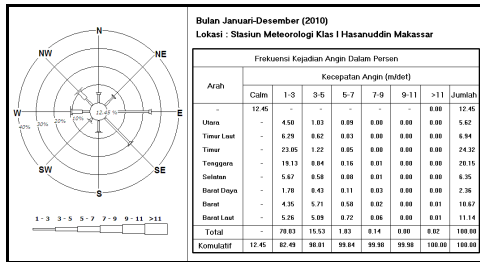 N
NE
E
SE
S
SW
W
NW
12.45 %
10%
20%
30%
40%
1 - 3 3 - 5 5 - 7 7 - 9 9 - 11 >11
Bulan Januari-Desember (2010)
Lokasi : Stasiun Meteorologi Klas I Hasanuddin Makassar
Frekuensi Kejadian Angin Dalam Persen
Arah Kecepatan Angin (m/det)
Calm 1-3 3-5 5-7 7-9 9-11 >11 Jumlah
- 12.45 - - - - - 0.00 12.45
Utara - 4.50 1.03 0.09 0.00 0.00 0.00 5.62
Timur Laut - 6.29 0.62 0.03 0.00 0.00 0.00 6.94
Timur - 23.05 1.22 0.05 0.00 0.00 0.00 24.32
Tenggara - 19.13 0.84 0.16 0.01 0.00 0.00 20.15
Selatan - 5.67 0.58 0.08 0.01 0.00 0.00 6.35
Barat Daya - 1.78 0.43 0.11 0.03 0.00 0.00 2.36
Barat - 4.35 5.71 0.58 0.02 0.00 0.01 10.67
Barat Laut - 5.26 5.09 0.72 0.06 0.00 0.01 11.14
Total - 70.03 15.53 1.83 0.14 0.00 0.02 100.00
Komulatif 12.45 82.49 98.01 99.84 99.98 99.98 100.00 100.00